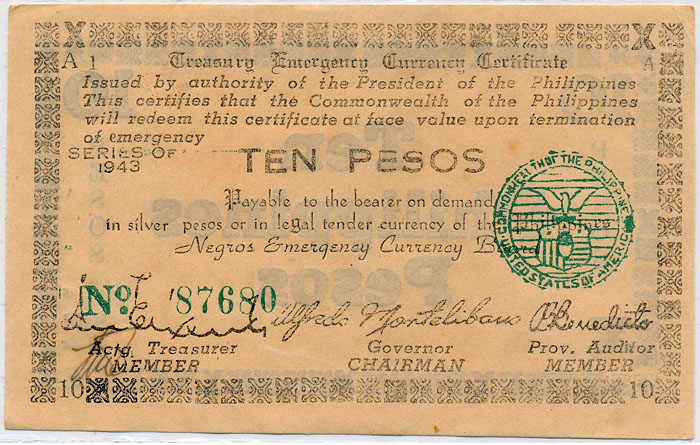 X X
A 1 Treasury Emergency Currency Certificate A
Issued by authority of the President of the Philippines
This certifies that the Commonwealth of the Philippines
will redeem this certificate at face value upon termination
of emergency
SERIES OF
1943
TEN PESOS
Payable to the bearer on demand
in silver pesos or in legal tender currency of the Philippines
Negros Emergency Currency Board
COMMONWEALTH OF THE PHILIPPINES
UNITED STATES OF AMERICA
No. 87680
Alfredo Montelibano
Actg. Treasurer Governor Prov. Auditor
MEMBER CHAIRMAN MEMBER
10 10